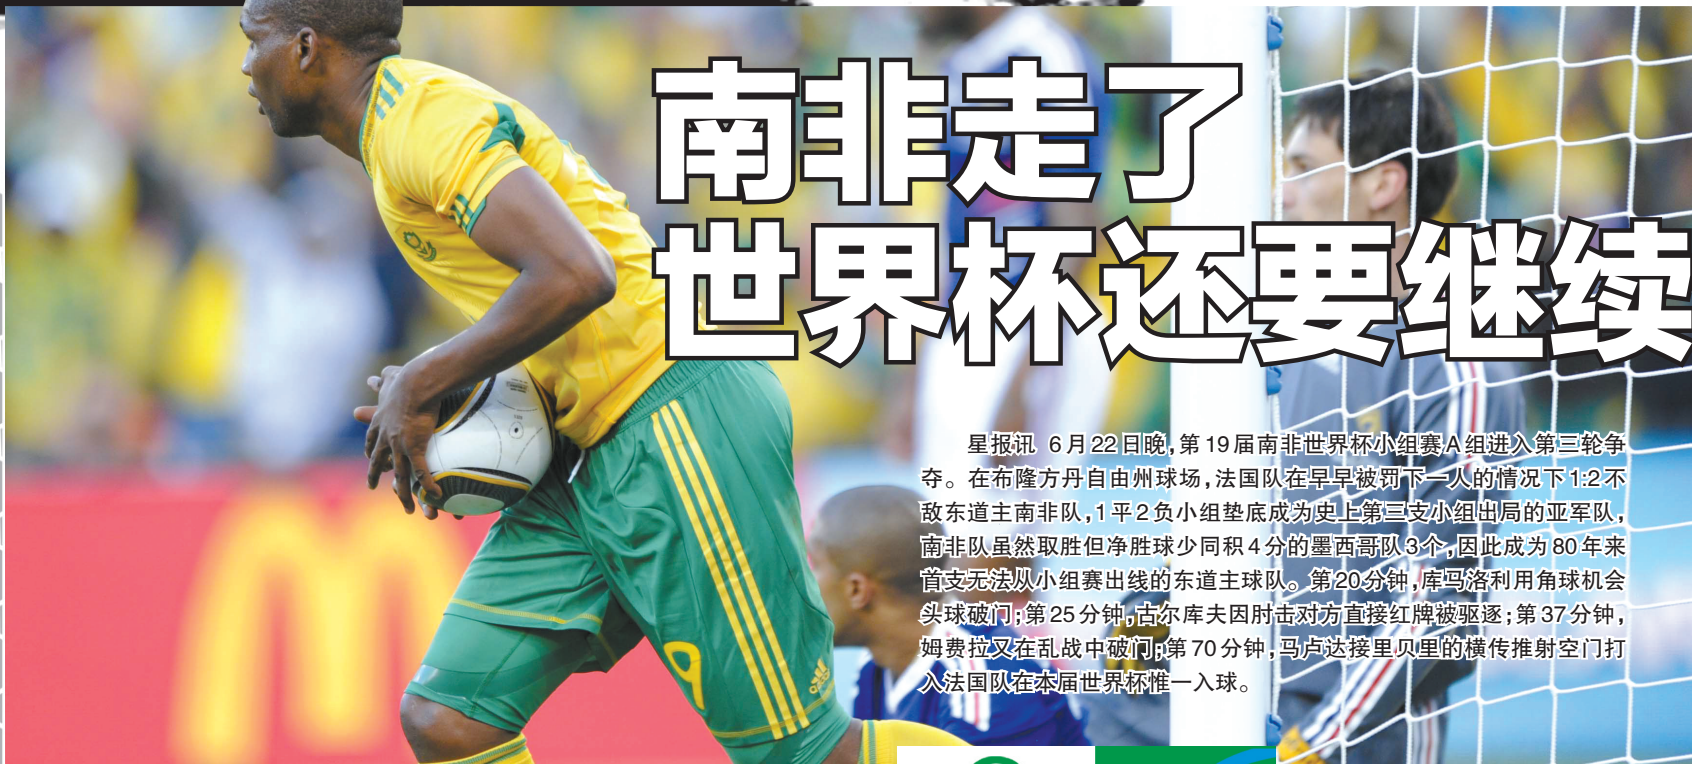 南非走了
世界杯还要继续
星报讯 6月22日晚,第19届南非世界杯小组赛A组进入第三轮争
夺。在布隆方丹自由州球场,法国队在早早被罚下一人的情况下1:2不
敌东道主南非队,1平2负小组垫底成为史上第三支小组出局的亚军队,
南非队虽然取胜但净胜球少同积4分的墨西哥队3个,因此成为80年来
首支无法从小组赛出线的东道主球队。第20分钟,库马洛利用角球机会
头球破门;第25分钟,古尔库夫因肘击对方直接红牌被驱逐;第37分钟,
姆费拉又在乱战中破门;第70分钟,马卢达接里贝里的横传推射空门打
入法国队在本届世界杯惟一入球。
9